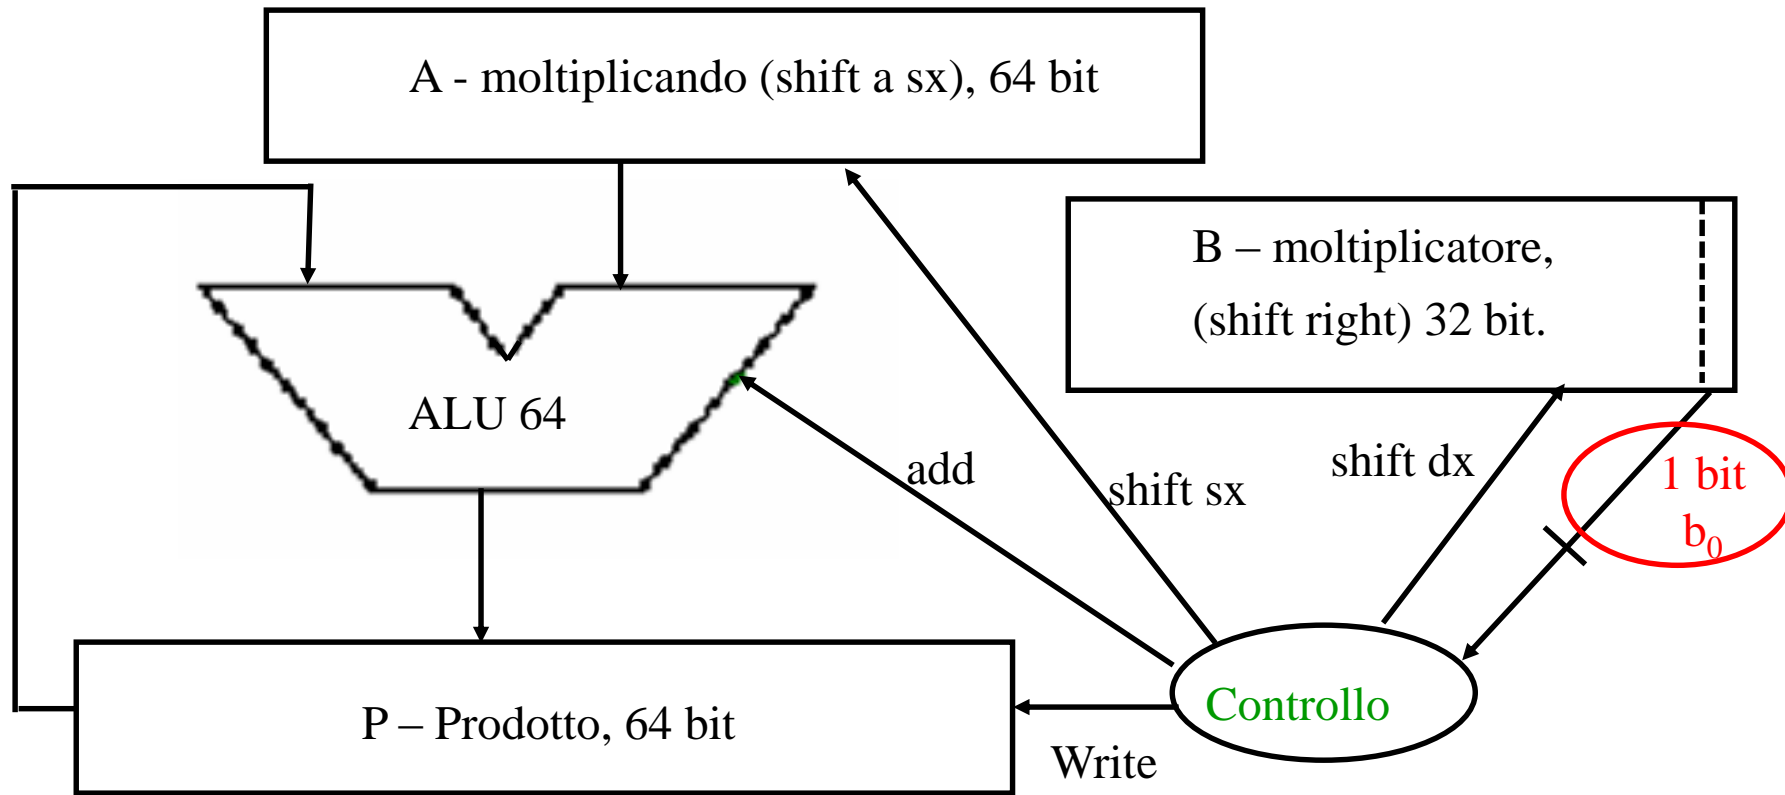 A - moltiplicando (shift a sx), 64 bit
B – moltiplicatore,
(shift right) 32 bit.
ALU 64
add
shift sx
shift dx
1 bit
b₀
Controllo
P – Prodotto, 64 bit
Write